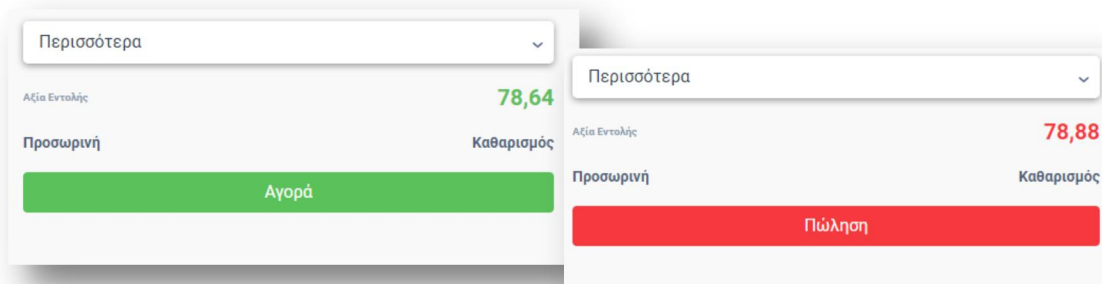 Περισσότερα
Αξία Εντολής 78,64
Προσωρινή Καθαρισμός
Αγορά
Περισσότερα
Αξία Εντολής 78,88
Προσωρινή Καθαρισμός
Πώληση